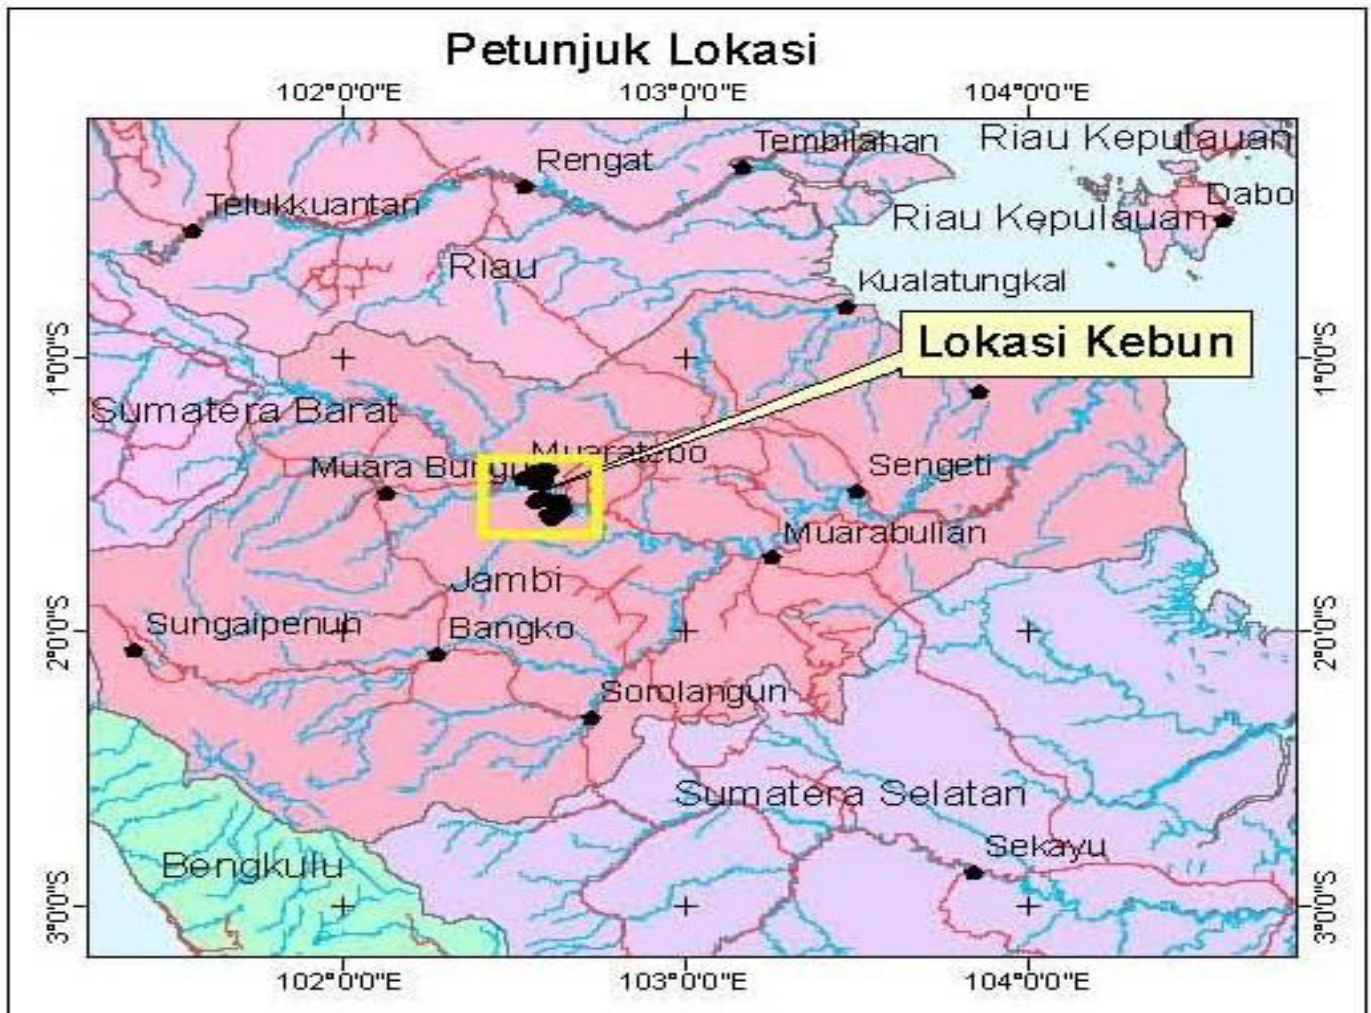 Petunjuk Lokasi
102°0'0"E 103°0'0"E 104°0'0"E
Tembilahan
Riau Kepulauan
Rengat
Dabo
Telukkuantan
Riau Kepulauan
Riau
Kualatungkal
1°0'0"S
Lokasi Kebun
1°0'0"S
Sumatera Barat
Muaratebo
Muara Bungo
Sengeti
Muarabulian
Jambi
2°0'0"S
Sungaipenuh
Bangko
2°0'0"S
Sorolangun
Sumatera Selatan
Sekayu
Bengkulu
3°0'0"S
3°0'0"S
102°0'0"E 103°0'0"E 104°0'0"E